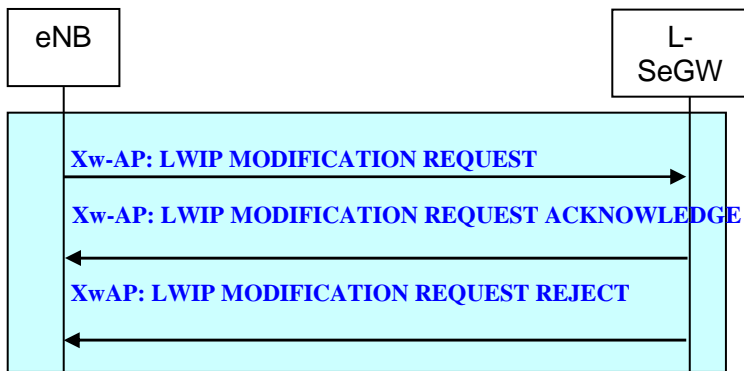 eNB
L-
SeGW
Xw-AP: LWIP MODIFICATION REQUEST
Xw-AP: LWIP MODIFICATION REQUEST ACKNOWLEDGE
XwAP: LWIP MODIFICATION REQUEST REJECT